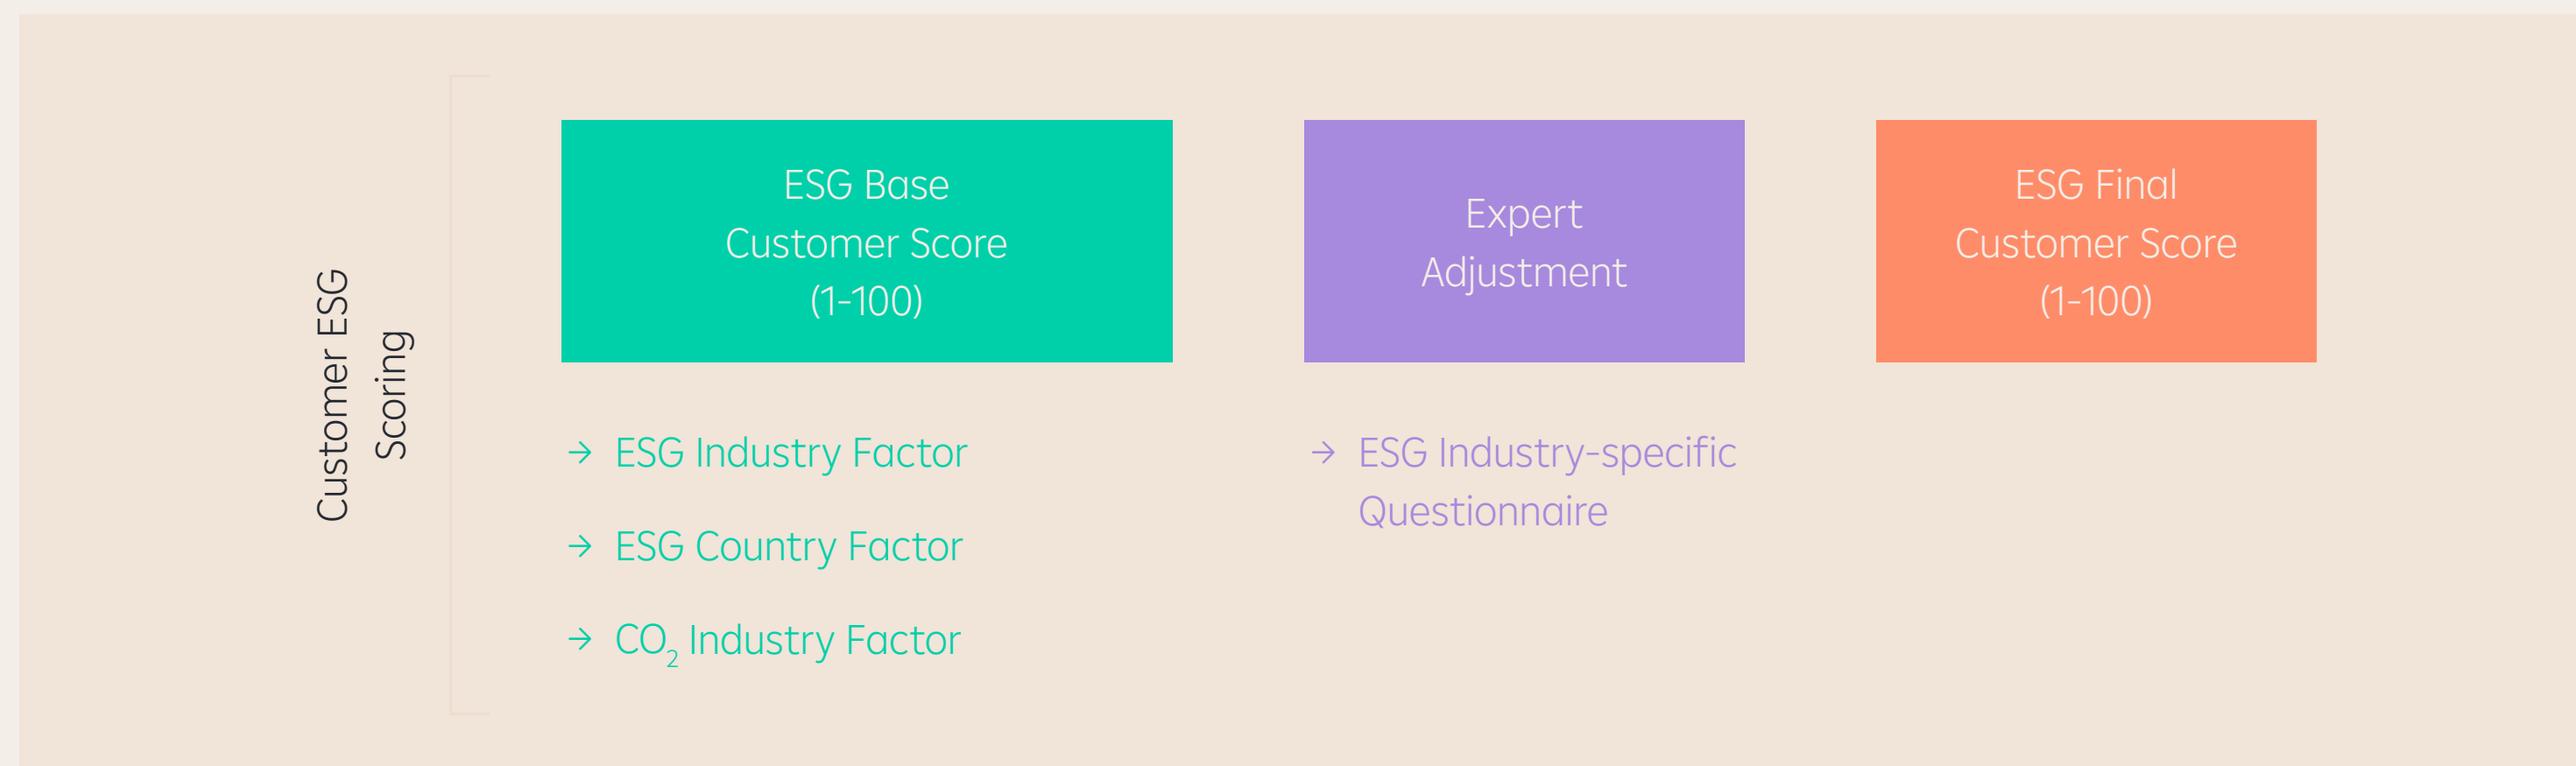 Customer ESG
Scoring
ESG Base
Customer Score
(1-100)
→ ESG Industry Factor
→ ESG Country Factor
→ CO₂ Industry Factor
Expert
Adjustment
→ ESG Industry-specific
Questionnaire
ESG Final
Customer Score
(1-100)